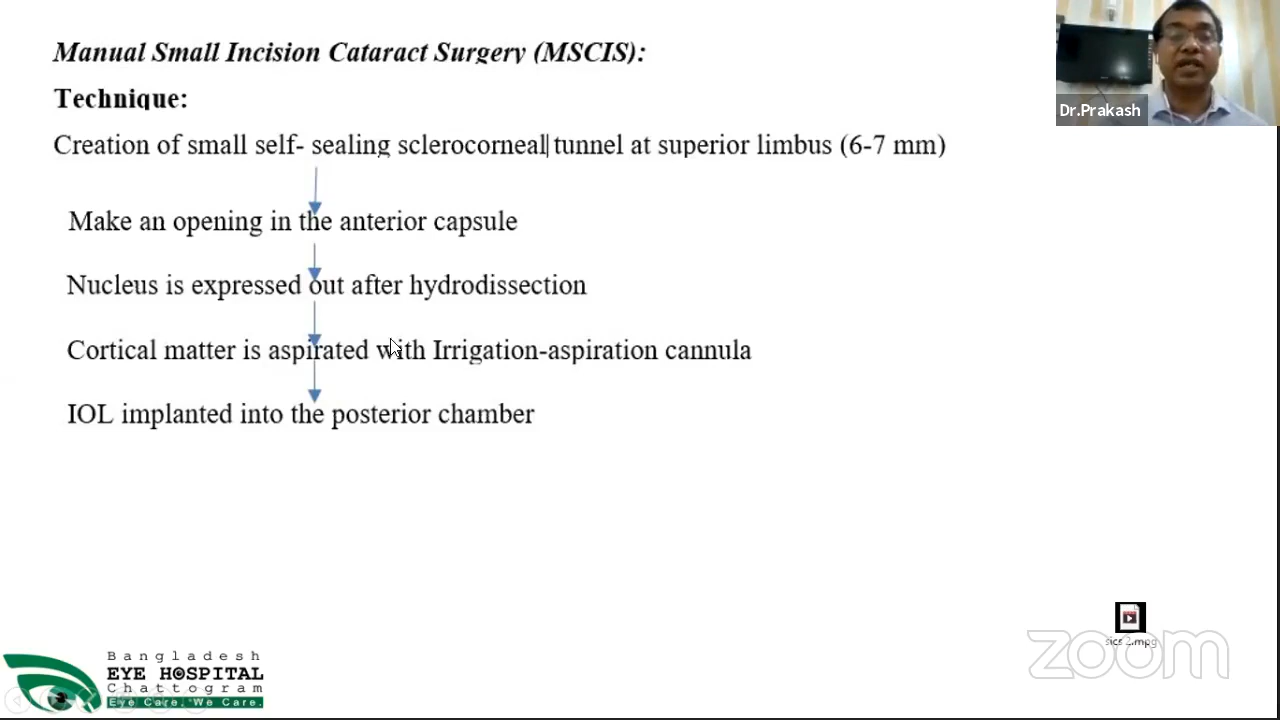 Manual Small Incision Cataract Surgery (MSCIS):
Dr.Prakash
Technique:
Creation of small self- sealing sclerocorneal tunnel at superior limbus (6-7 mm)
Make an opening in the anterior capsule
Nucleus is expressed out after hydrodissection
Cortical matter is aspirated with Irrigation-aspiration cannula
IOL implanted into the posterior chamber
sics 2.mpg
zoom
Bangladesh
EYE HOSPITAL
Chattogram
Eye Care. We Care.